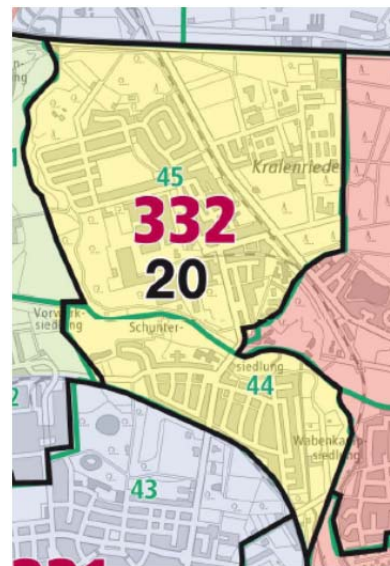 45
Kralenriede
332
20
Vorwerk-
siedlung
Schunter-
siedlung
44
Wabenkamp-
siedlung
43